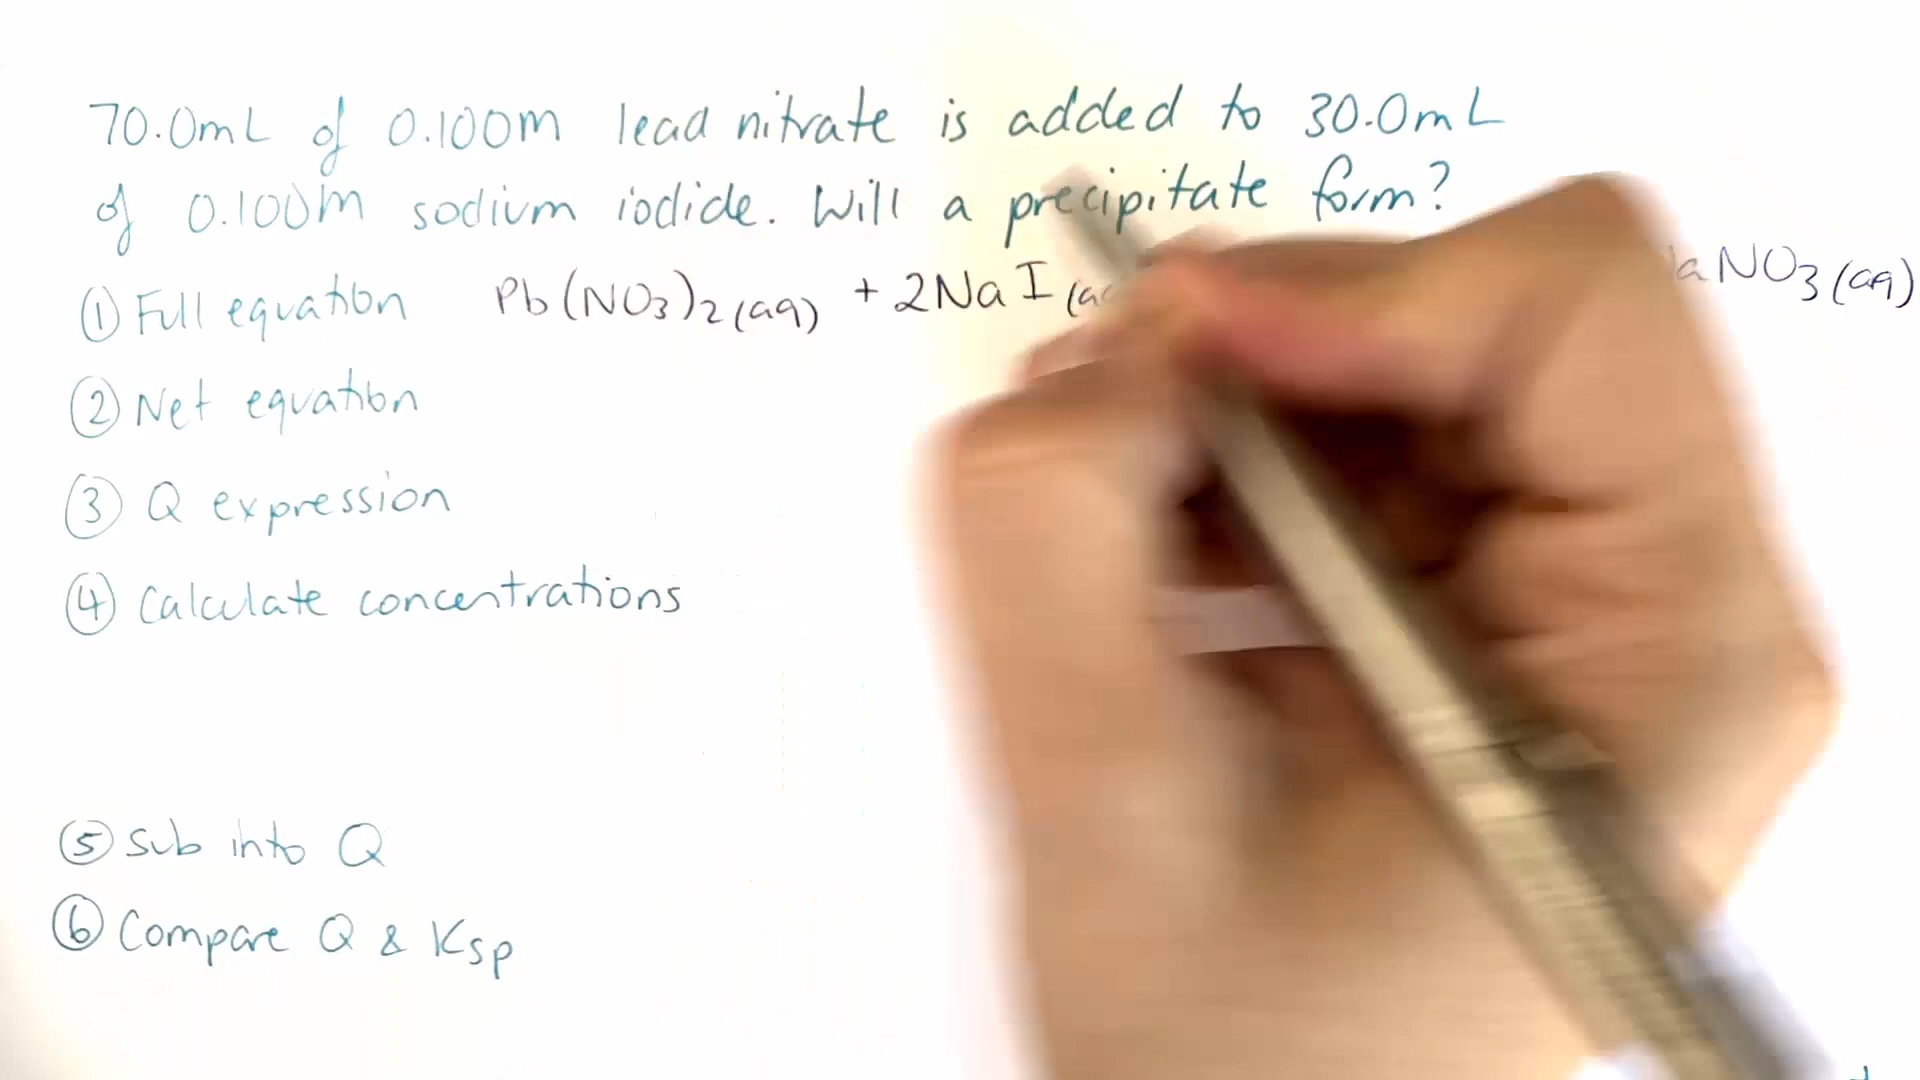 70.0mL of 0.100M lead nitrate is added to 30.0mL
of 0.100M sodium iodide. Will a precipitate form?
① Full equation Pb(NO3)2(aq) + 2NaI(a aNO3(aq)
② Net equation
③ Q expression
④ Calculate concentrations
⑤ Sub into Q
⑥ Compare Q & Ksp